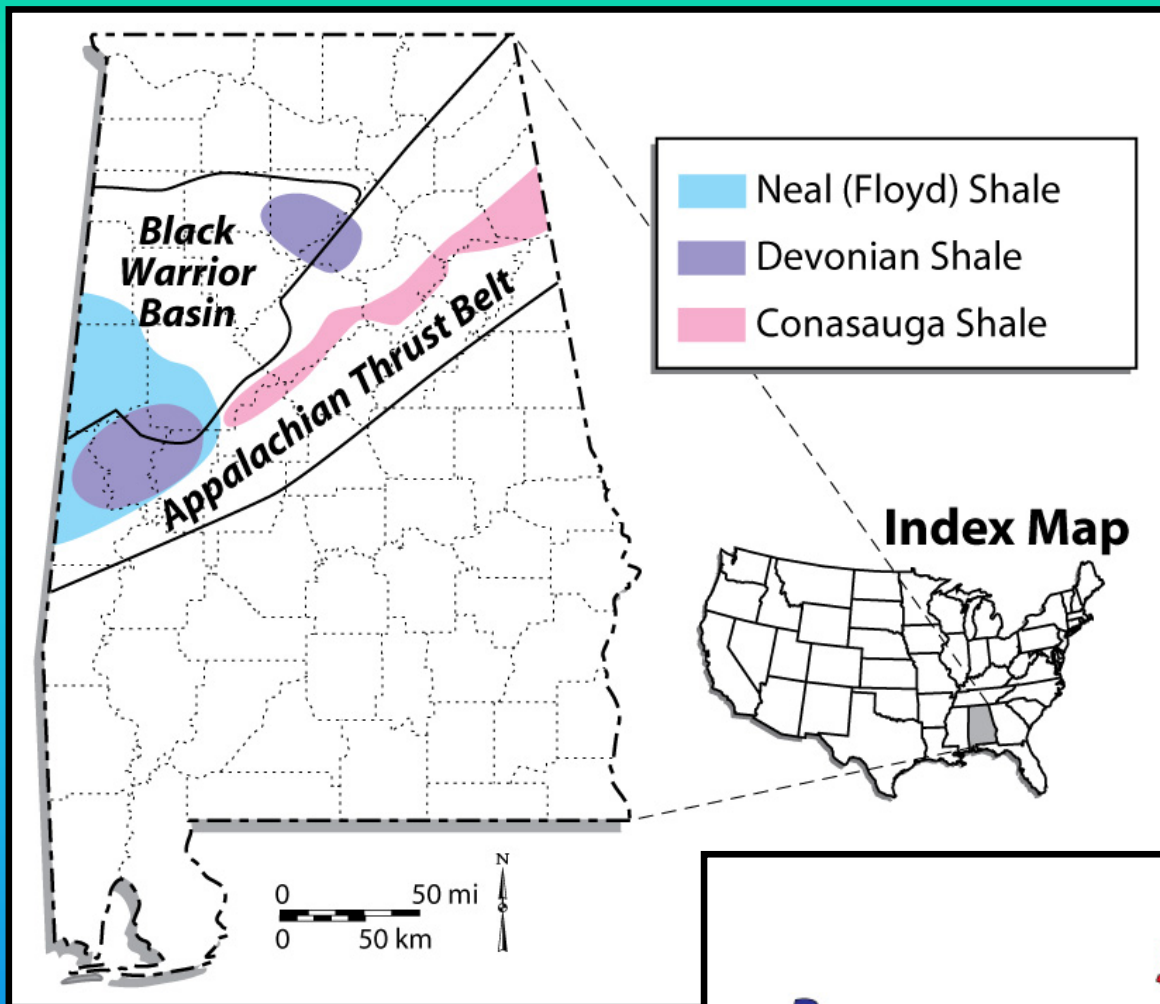 Black
Warrior
Basin
Appalachian Thrust Belt
Neal (Floyd) Shale
Devonian Shale
Conasauga Shale
Index Map
N
0 50 mi
0 50 km